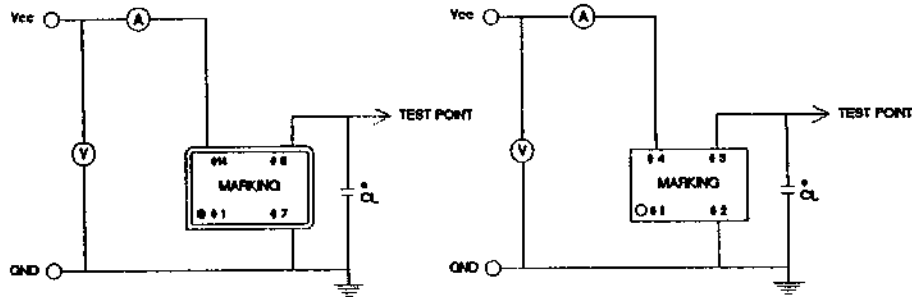 Vcc
A
TEST POINT
V
#14
#8
MARKING
#1
#7
*
CL
GND
Vcc
A
TEST POINT
V
#4
#3
MARKING
#1
#2
*
CL
GND